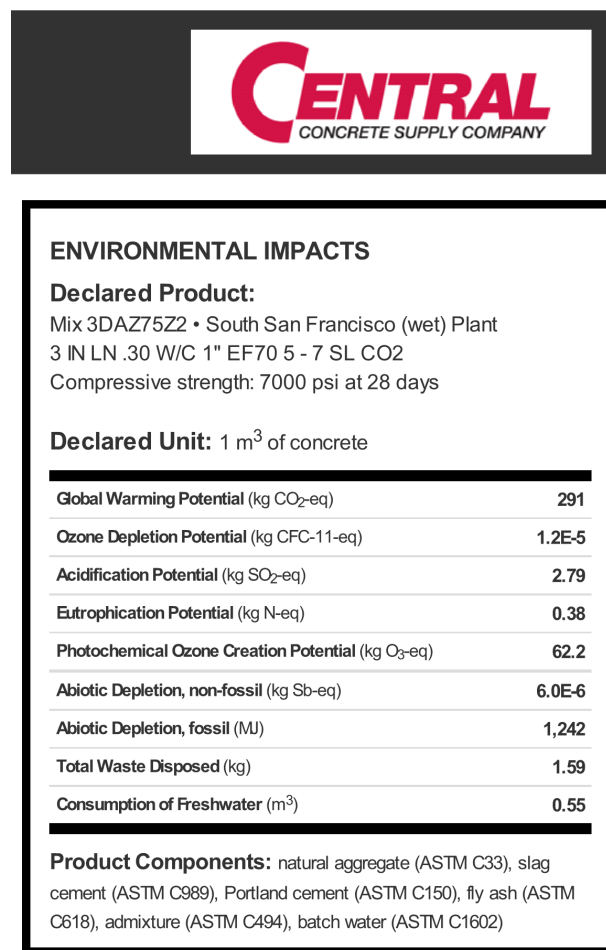 CENTRAL
CONCRETE SUPPLY COMPANY
ENVIRONMENTAL IMPACTS
Declared Product:
Mix 3DAZ75Z2 • South San Francisco (wet) Plant
3 IN LN .30 W/C 1" EF70 5 - 7 SL CO2
Compressive strength: 7000 psi at 28 days
Declared Unit: 1 m³ of concrete
Global Warming Potential (kg CO₂-eq) 291
Ozone Depletion Potential (kg CFC-11-eq) 1.2E-5
Acidification Potential (kg SO₂-eq) 2.79
Eutrophication Potential (kg N-eq) 0.38
Photochemical Ozone Creation Potential (kg O₃-eq) 62.2
Abiotic Depletion, non-fossil (kg Sb-eq) 6.0E-6
Abiotic Depletion, fossil (MJ) 1,242
Total Waste Disposed (kg) 1.59
Consumption of Freshwater (m³) 0.55
Product Components: natural aggregate (ASTM C33), slag
cement (ASTM C989), Portland cement (ASTM C150), fly ash (ASTM
C618), admixture (ASTM C494), batch water (ASTM C1602)